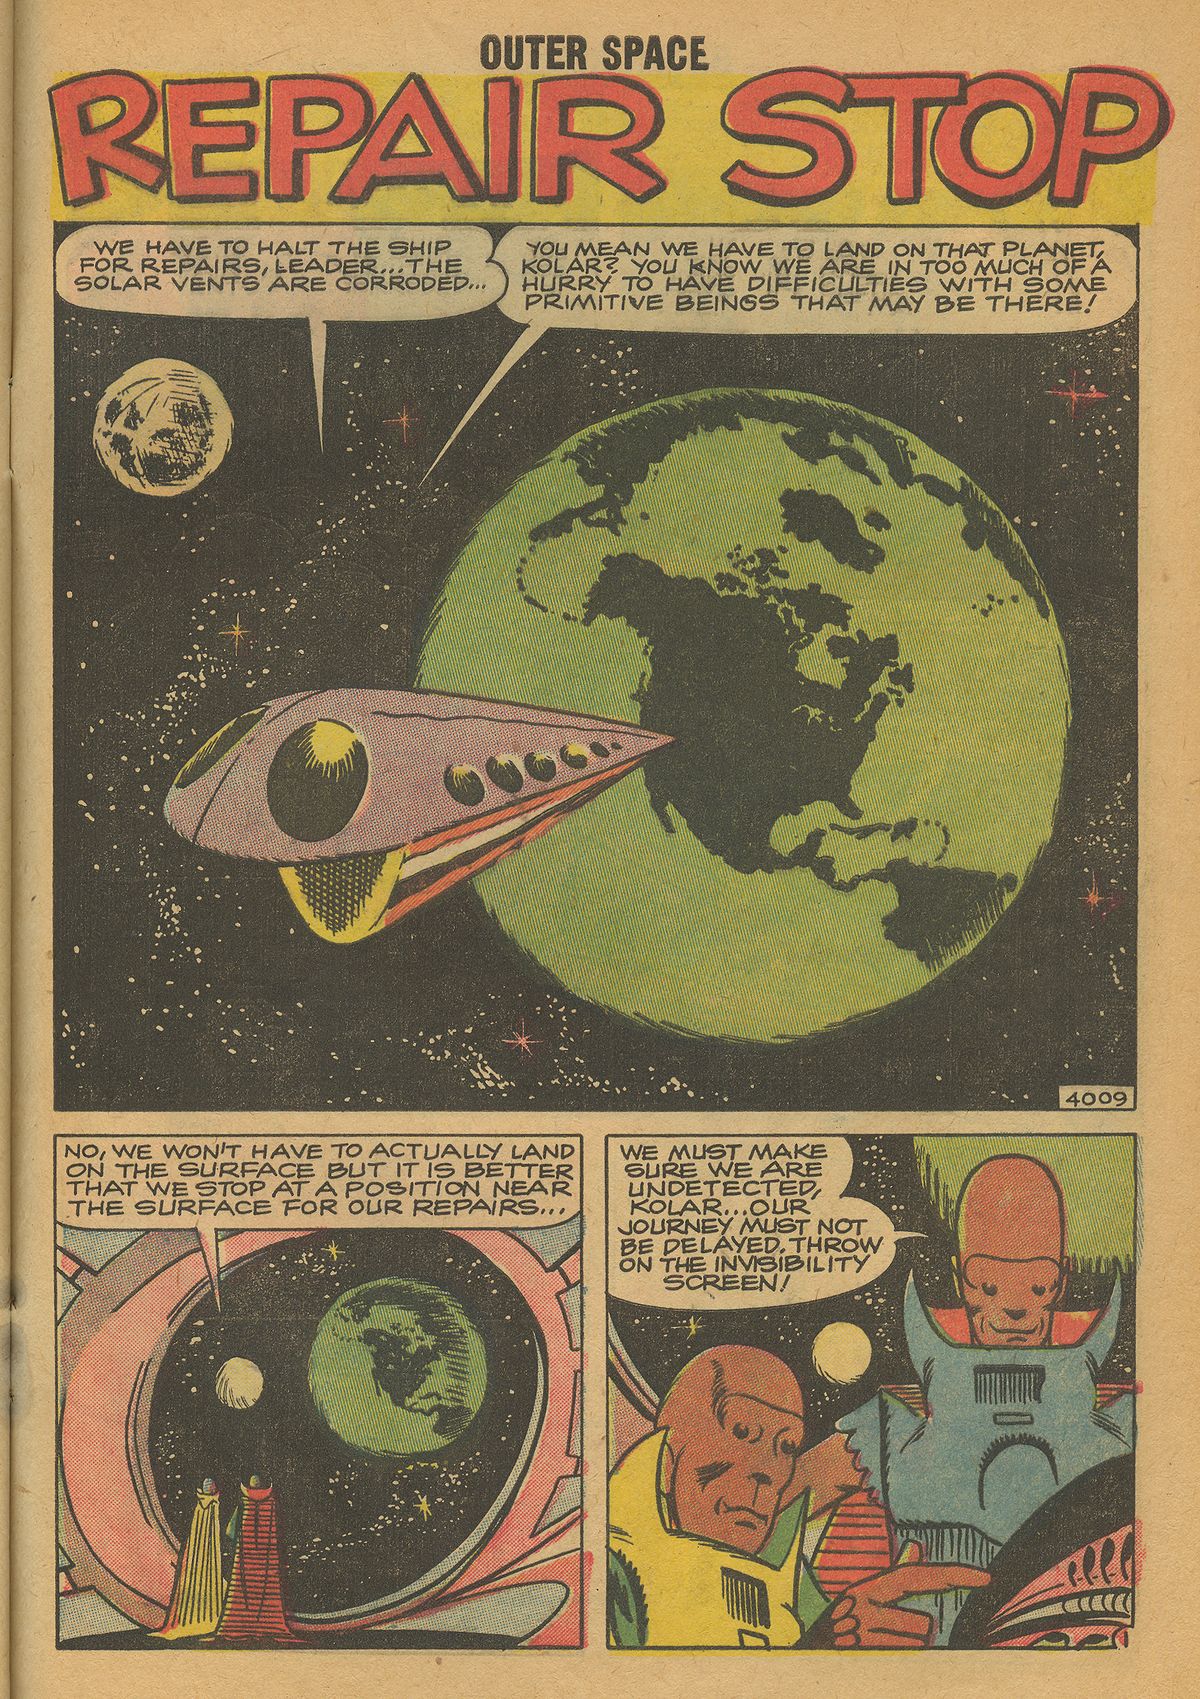 OUTER SPACE
REPAIR STOP
WE HAVE TO HALT THE SHIP
FOR REPAIRS, LEADER...THE
SOLAR VENTS ARE CORRODED...
YOU MEAN WE HAVE TO LAND ON THAT PLANET,
KOLAR? YOU KNOW WE ARE IN TOO MUCH OF A
HURRY TO HAVE DIFFICULTIES WITH SOME
PRIMITIVE BEINGS THAT MAY BE THERE!
4009
NO, WE WON'T HAVE TO ACTUALLY LAND
ON THE SURFACE BUT IT IS BETTER
THAT WE STOP AT A POSITION NEAR
THE SURFACE FOR OUR REPAIRS...
WE MUST MAKE
SURE WE ARE
UNDETECTED,
KOLAR...OUR
JOURNEY MUST NOT
BE DELAYED. THROW
ON THE INVISIBILITY
SCREEN!